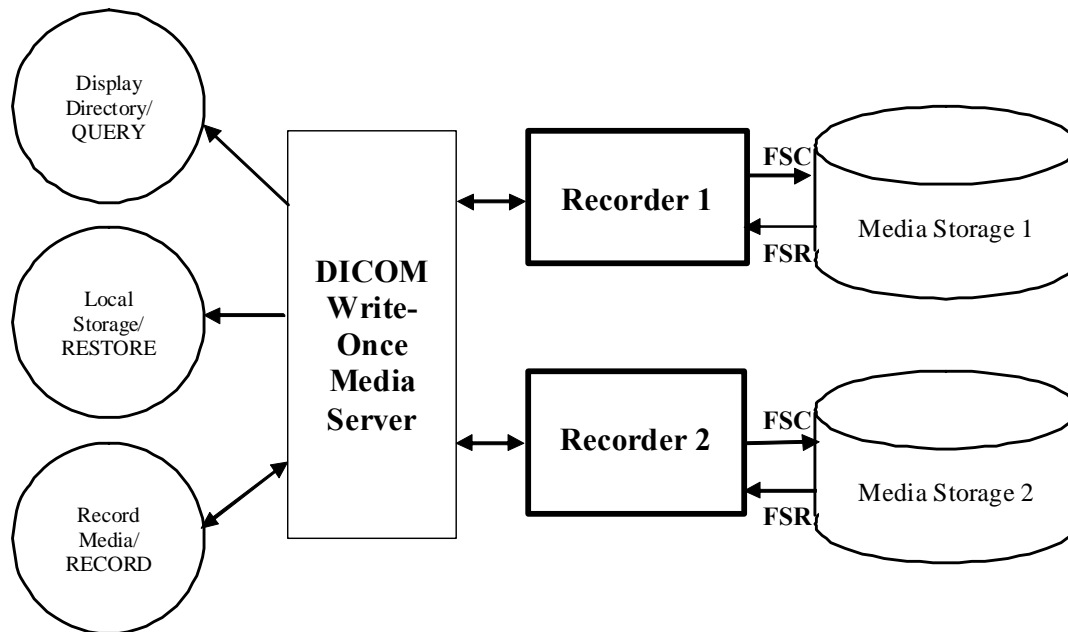 Display
Directory/
QUERY
Local
Storage/
RESTORE
Record
Media/
RECORD
DICOM
Write-
Once
Media
Server
Recorder 1
FSC
FSR
Media Storage 1
Recorder 2
FSC
FSR
Media Storage 2